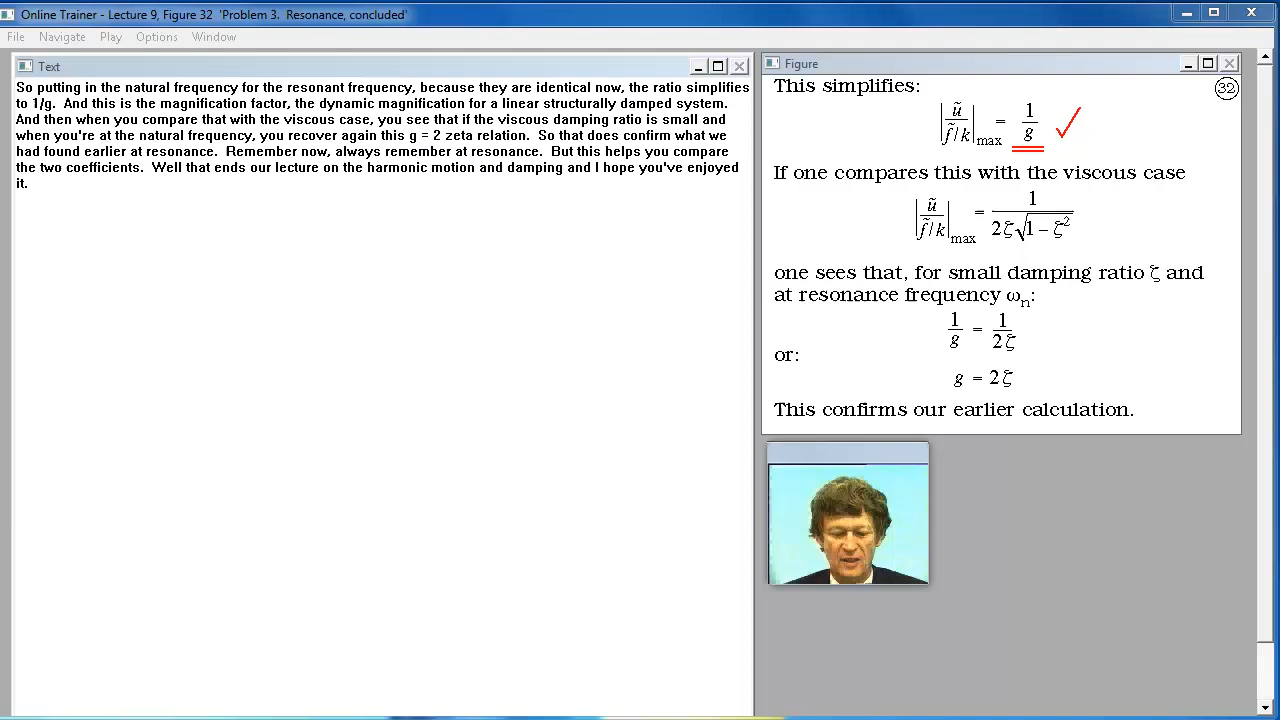 Online Trainer - Lecture 9, Figure 32 'Problem 3. Resonance, concluded'
File Navigate Play Options Window
Text
So putting in the natural frequency for the resonant frequency, because they are identical now, the ratio simplifies
to 1/g. And this is the magnification factor, the dynamic magnification for a linear structurally damped system.
And then when you compare that with the viscous case, you see that if the viscous damping ratio is small and
when you're at the natural frequency, you recover again this g = 2 zeta relation. So that does confirm what we
had found earlier at resonance. Remember now, always remember at resonance. But this helps you compare
the two coefficients. Well that ends our lecture on the harmonic motion and damping and I hope you've enjoyed
it.
Figure
This simplifies:
32
|ũ / (f̃/k)|max = 1/g ✓
If one compares this with the viscous case
|ũ / (f̃/k)|max = 1 / (2ζ√(1 − ζ²))
one sees that, for small damping ratio ζ and
at resonance frequency ωn:
1/g = 1/2ζ
or:
g = 2ζ
This confirms our earlier calculation.